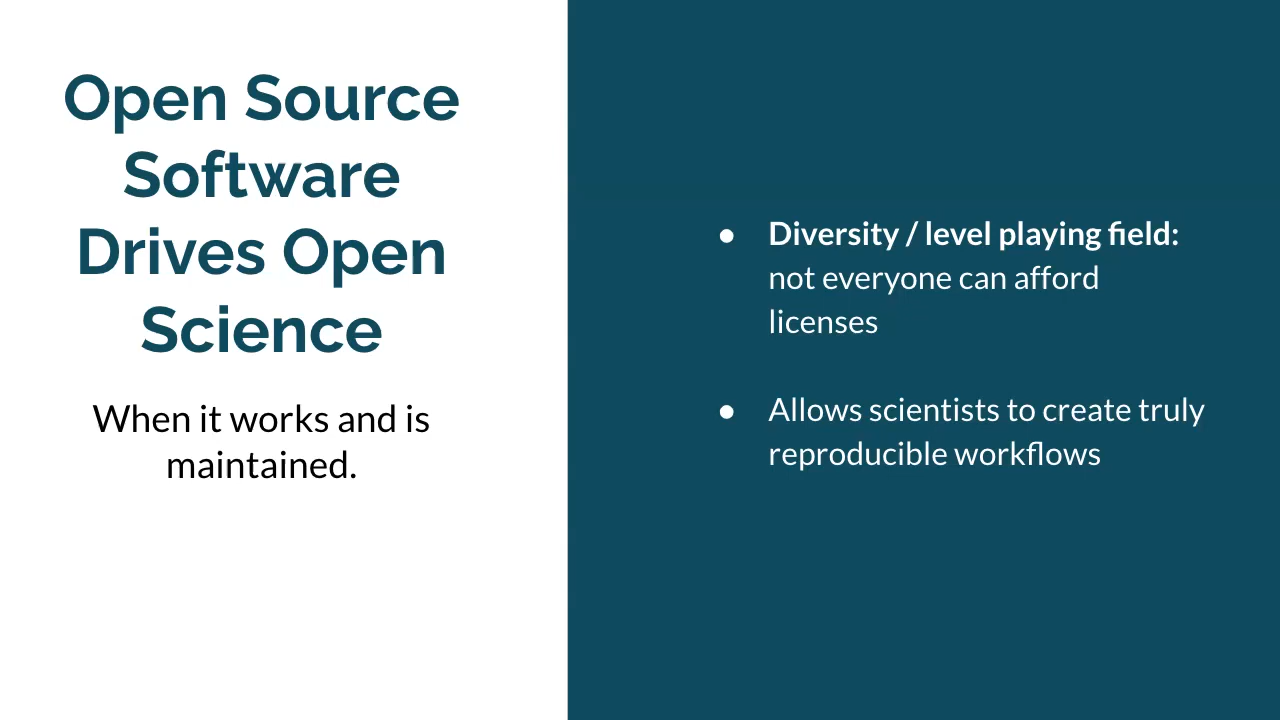 Open Source
Software
Drives Open
Science
When it works and is
maintained.
● Diversity / level playing field:
not everyone can afford
licenses
● Allows scientists to create truly
reproducible workflows